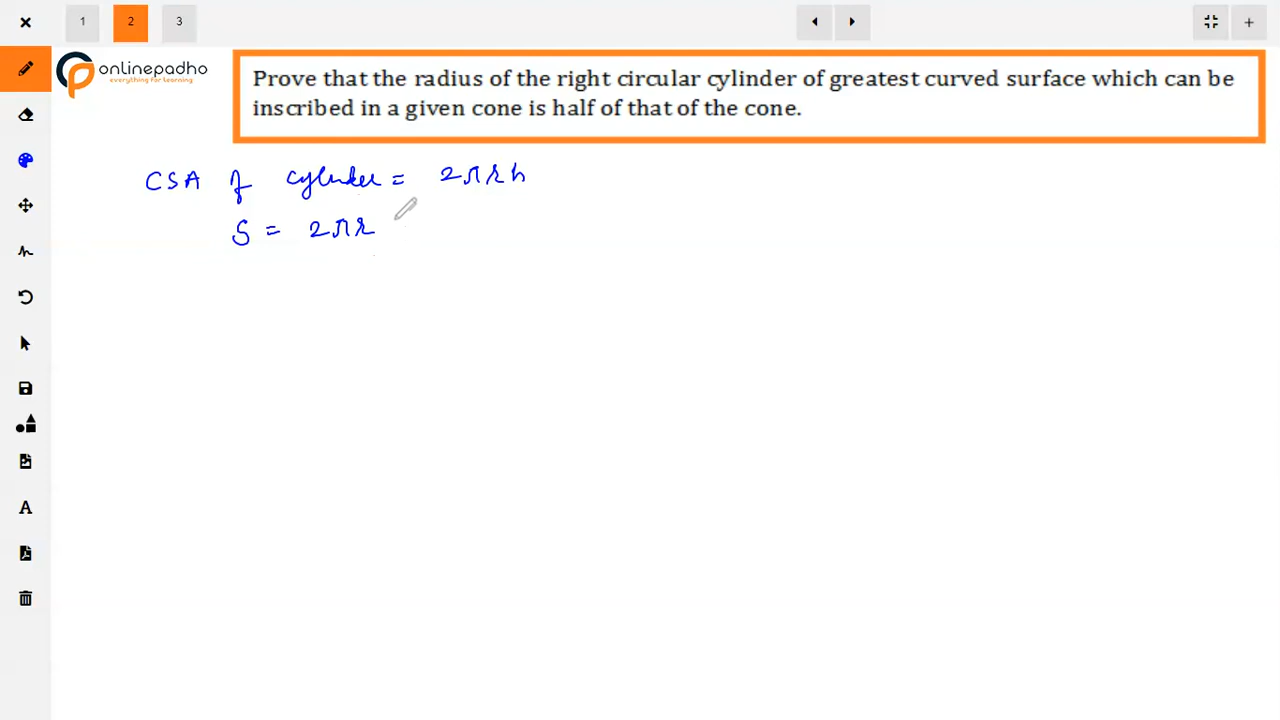 1 2 3
onlinepadho
everything for learning
Prove that the radius of the right circular cylinder of greatest curved surface which can be
inscribed in a given cone is half of that of the cone.
CSA of cylinder = 2πrh
S = 2πr
A